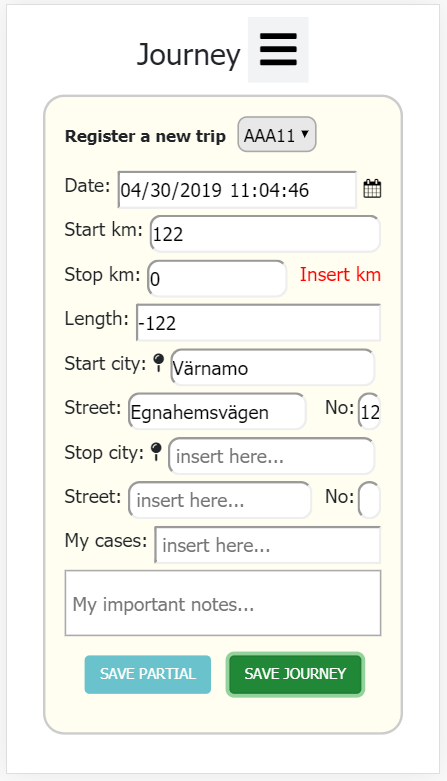 Journey
Register a new trip AAA11
Date: 04/30/2019 11:04:46
Start km: 122
Stop km: 0 Insert km
Length: -122
Start city: Värnamo
Street: Egnahemsvägen No: 12
Stop city: insert here...
Street: insert here... No:
My cases: insert here...
My important notes...
SAVE PARTIAL SAVE JOURNEY